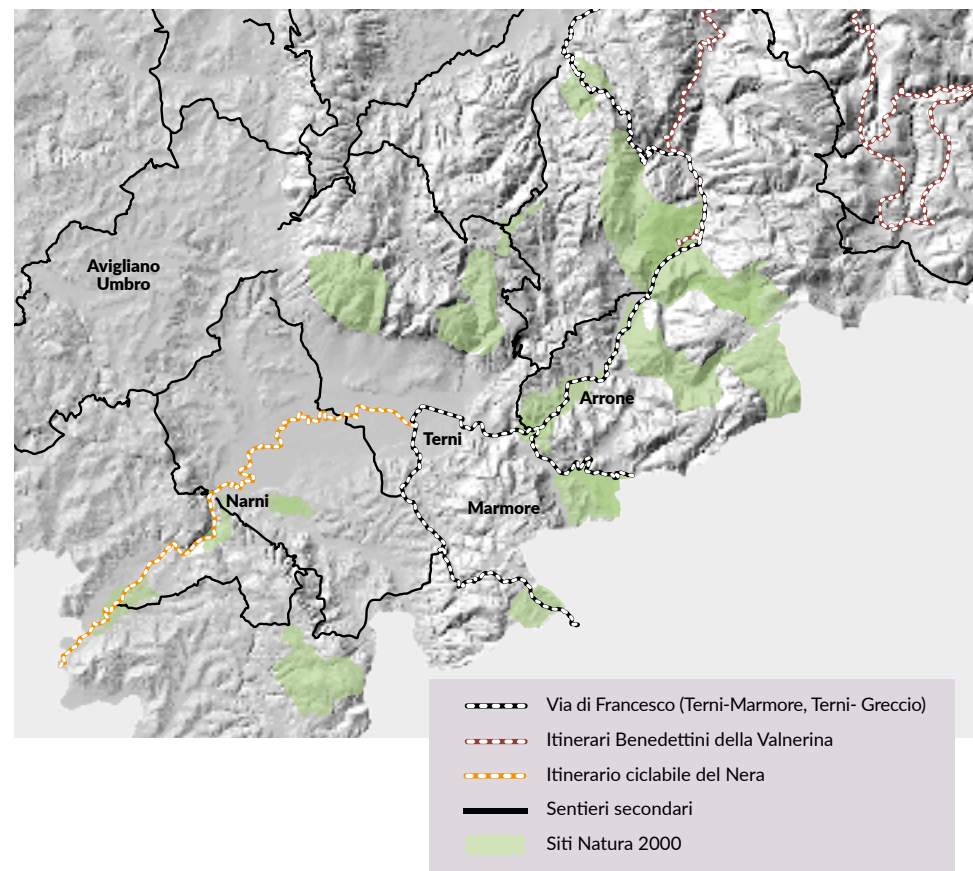 Avigliano
Umbro
Arrone
Terni
Narni
Marmore
Via di Francesco (Terni-Marmore, Terni- Greccio)
Itinerari Benedettini della Valnerina
Itinerario ciclabile del Nera
Sentieri secondari
Siti Natura 2000